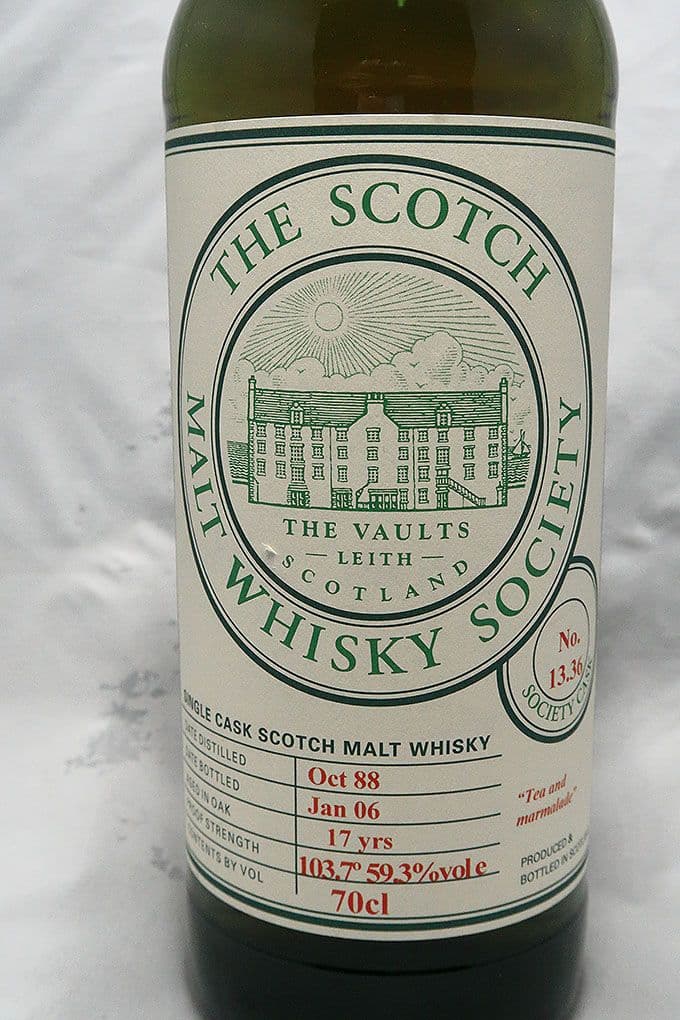 THE SCOTCH
MALT WHISKY SOCIETY
THE VAULTS
— LEITH —
SCOTLAND
No.
13.36
SOCIETY CASK
SINGLE CASK SCOTCH MALT WHISKY
DATE DISTILLED Oct 88
DATE BOTTLED Jan 06
AGED IN OAK 17 yrs
PROOF STRENGTH 103.7° 59.3%vol e
CONTENTS BY VOL 70cl
"Tea and
marmalade"
PRODUCED &
BOTTLED IN